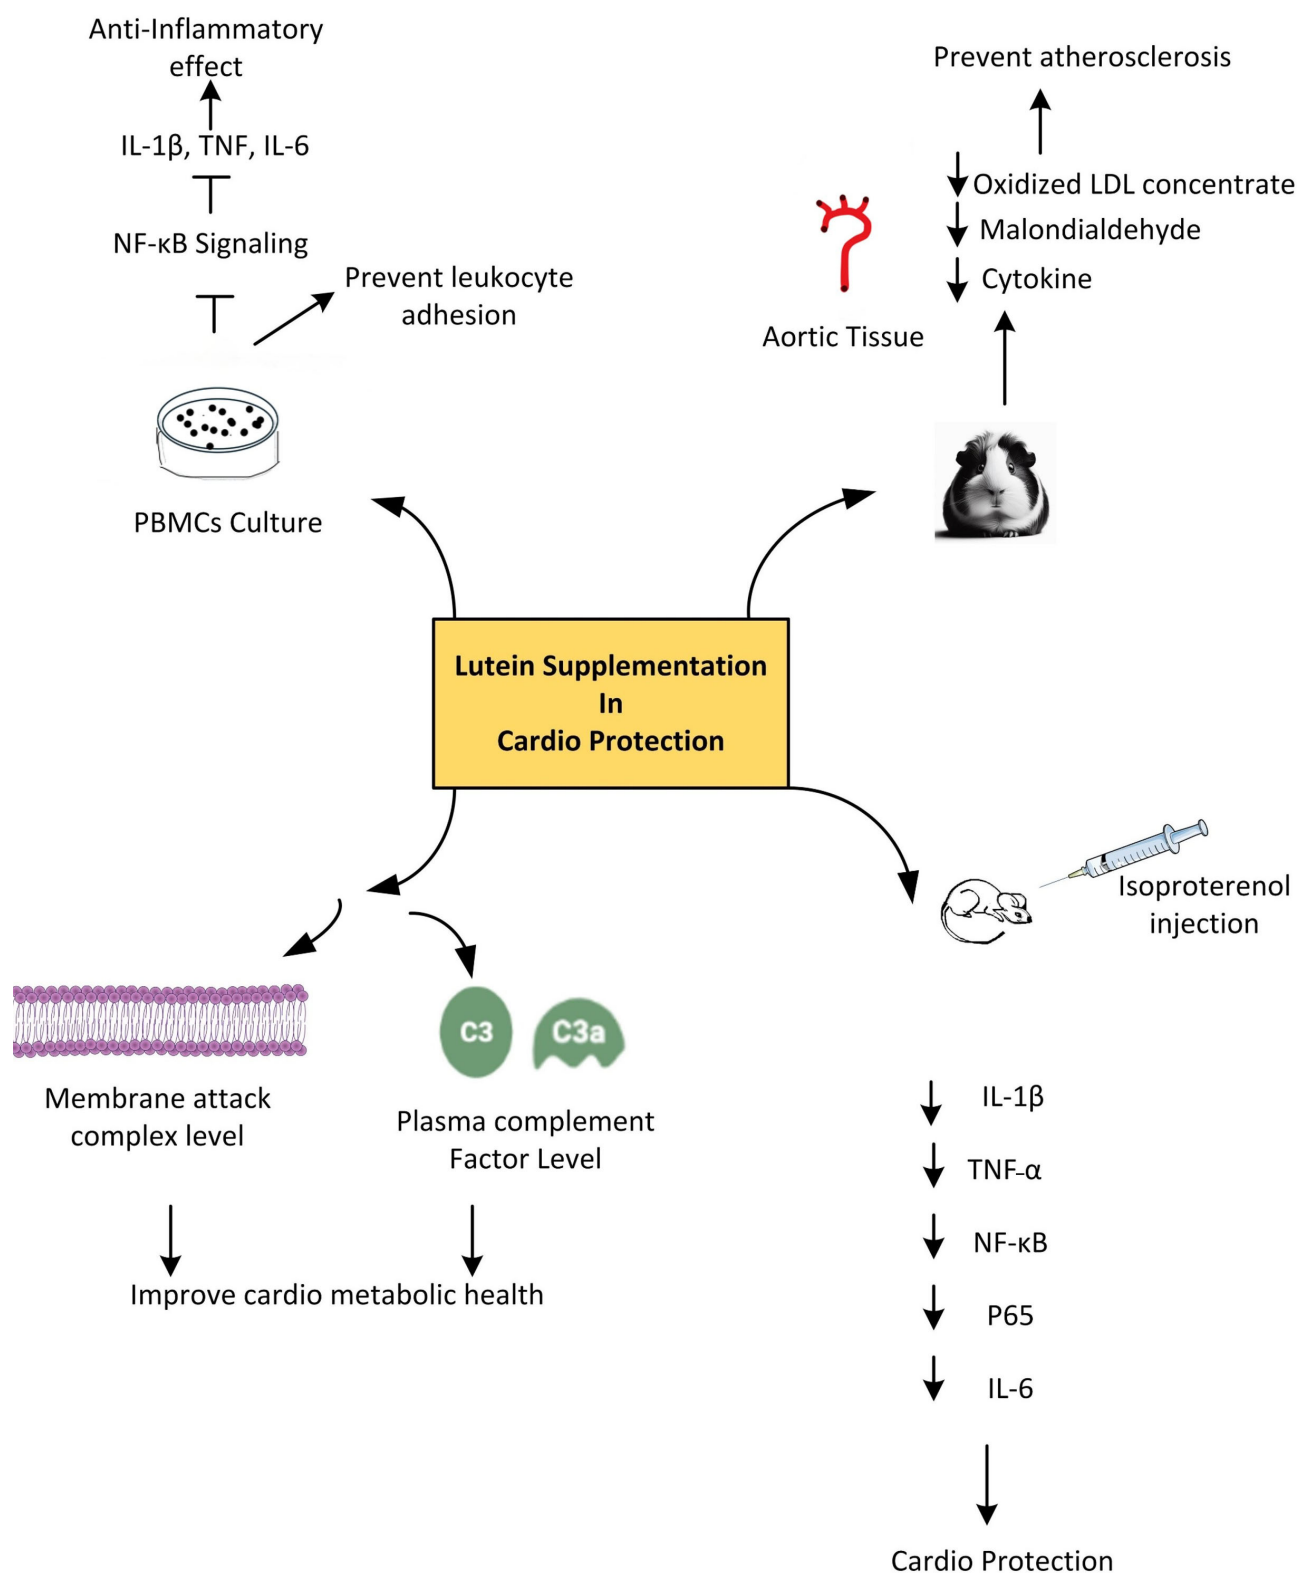 Anti-Inflammatory
effect
IL-1β, TNF, IL-6
NF-κB Signaling
Prevent leukocyte
adhesion
PBMCs Culture
Prevent atherosclerosis
Oxidized LDL concentrate
Malondialdehyde
Cytokine
Aortic Tissue
Lutein Supplementation
In
Cardio Protection
Isoproterenol
injection
C3
C3a
Membrane attack
complex level
Plasma complement
Factor Level
Improve cardio metabolic health
IL-1β
TNF-α
NF-κB
P65
IL-6
Cardio Protection